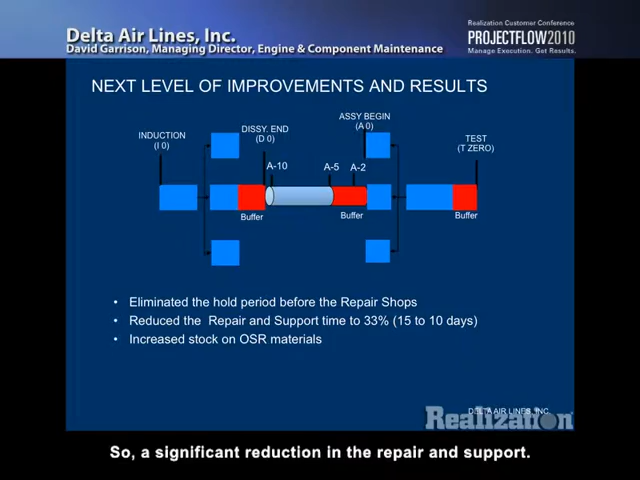 Delta Air Lines, Inc.
David Garrison, Managing Director, Engine & Component Maintenance
Realization Customer Conference
PROJECTFLOW2010
Manage Execution. Get Results.
NEXT LEVEL OF IMPROVEMENTS AND RESULTS
INDUCTION
(I 0)
DISSY. END
(D 0)
ASSY BEGIN
(A 0)
TEST
(T ZERO)
A-10
A-5
A-2
Buffer
Buffer
Buffer
• Eliminated the hold period before the Repair Shops
• Reduced the Repair and Support time to 33% (15 to 10 days)
• Increased stock on OSR materials
DELTA AIR LINES, INC.
Realization
So, a significant reduction in the repair and support.